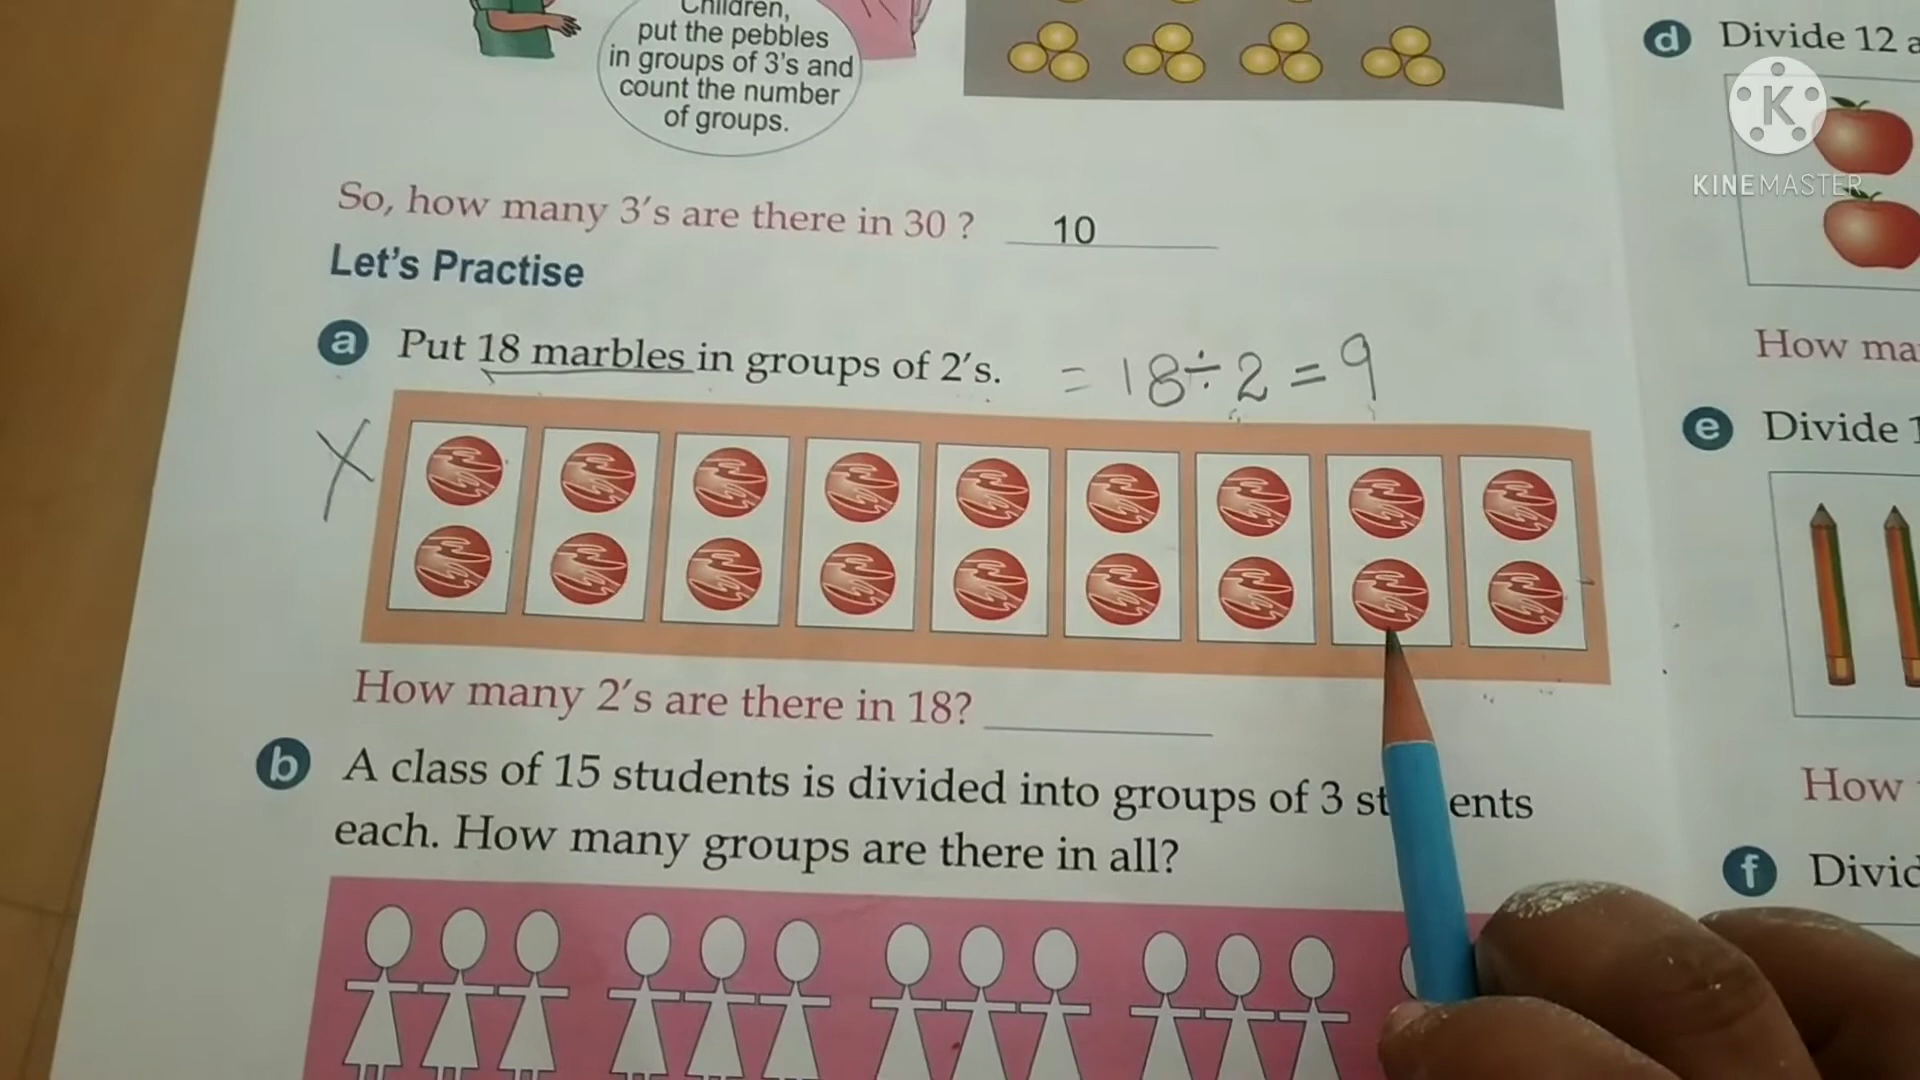 Children,
put the pebbles
in groups of 3's and
count the number
of groups.
So, how many 3's are there in 30 ? 10
Let's Practise
a Put 18 marbles in groups of 2's. = 18 ÷ 2 = 9
X
How many 2's are there in 18?
b A class of 15 students is divided into groups of 3 st ents
each. How many groups are there in all?
d Divide 12 a
K
KINEMASTER
How ma
e Divide 1
How
f Divid